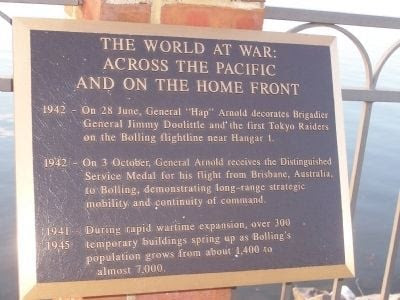 THE WORLD AT WAR:
ACROSS THE PACIFIC
AND ON THE HOME FRONT
1942 - On 28 June, General "Hap" Arnold decorates Brigadier
General Jimmy Doolittle and the first Tokyo Raiders
on the Bolling flightline near Hangar 1.
1942 - On 3 October, General Arnold receives the Distinguished
Service Medal for his flight from Brisbane, Australia,
to Bolling, demonstrating long-range strategic
mobility and continuity of command.
1941 - During rapid wartime expansion, over 300
1945 temporary buildings spring up as Bolling's
population grows from about 1,400 to
almost 7,000.